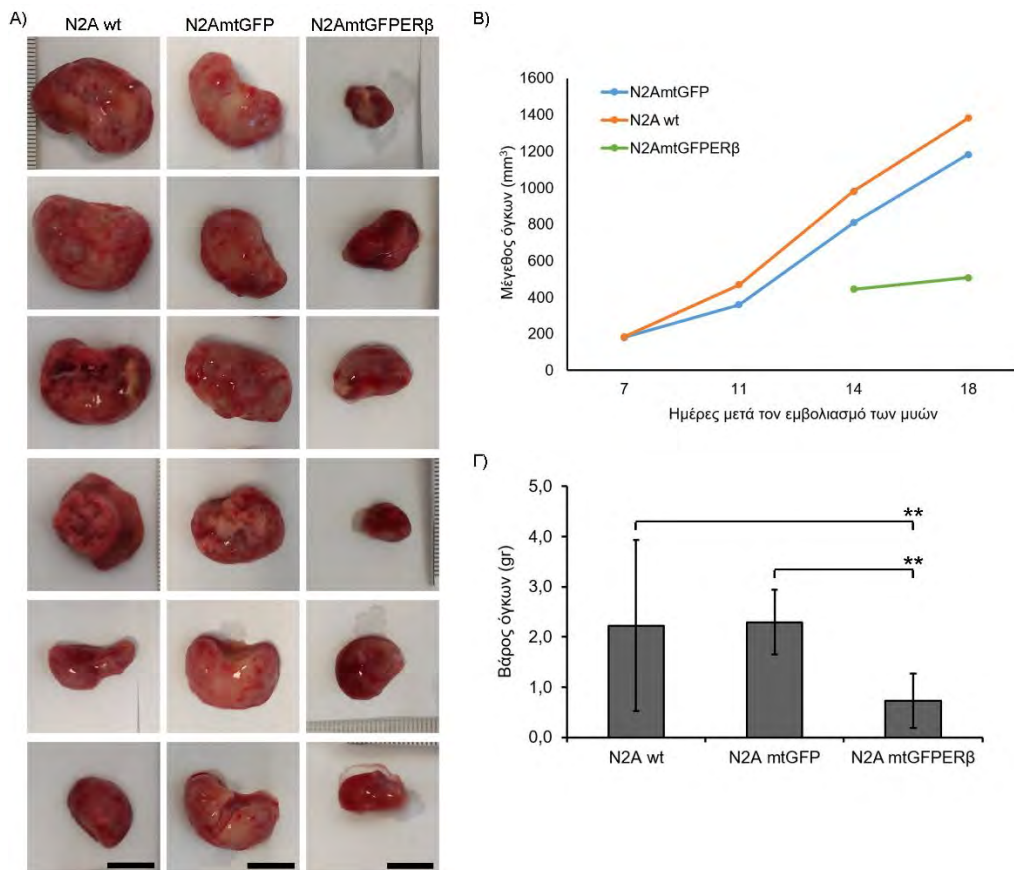 A)
N2A wt
N2AmtGFP
N2AmtGFPERβ
B)
1600
1400
1200
1000
800
600
400
200
0
Μέγεθος όγκων (mm³)
N2AmtGFP
N2A wt
N2AmtGFPERβ
7
11
14
18
Ημέρες μετά τον εμβολιασμό των μυών
Γ)
5,0
4,0
3,0
2,0
1,0
0,0
Βάρος όγκων (gr)
**
**
N2A wt
N2A mtGFP
N2A mtGFPERβ